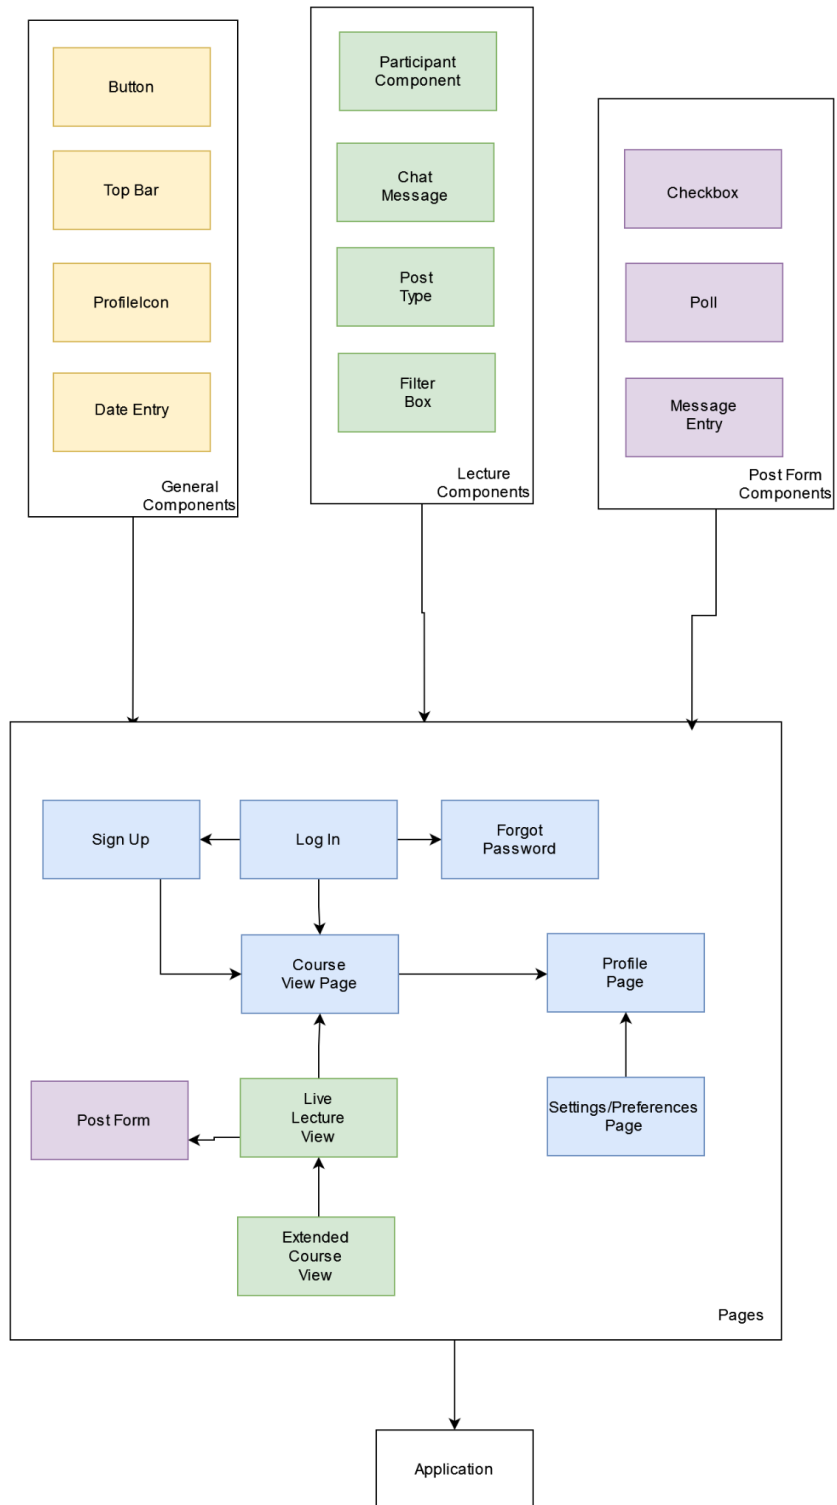 Button
Top Bar
ProfileIcon
Date Entry
General
Components
Participant
Component
Chat
Message
Post
Type
Filter
Box
Lecture
Components
Checkbox
Poll
Message
Entry
Post Form
Components
Sign Up
Log In
Forgot
Password
Course
View Page
Profile
Page
Post Form
Live
Lecture
View
Settings/Preferences
Page
Extended
Course
View
Pages
Application